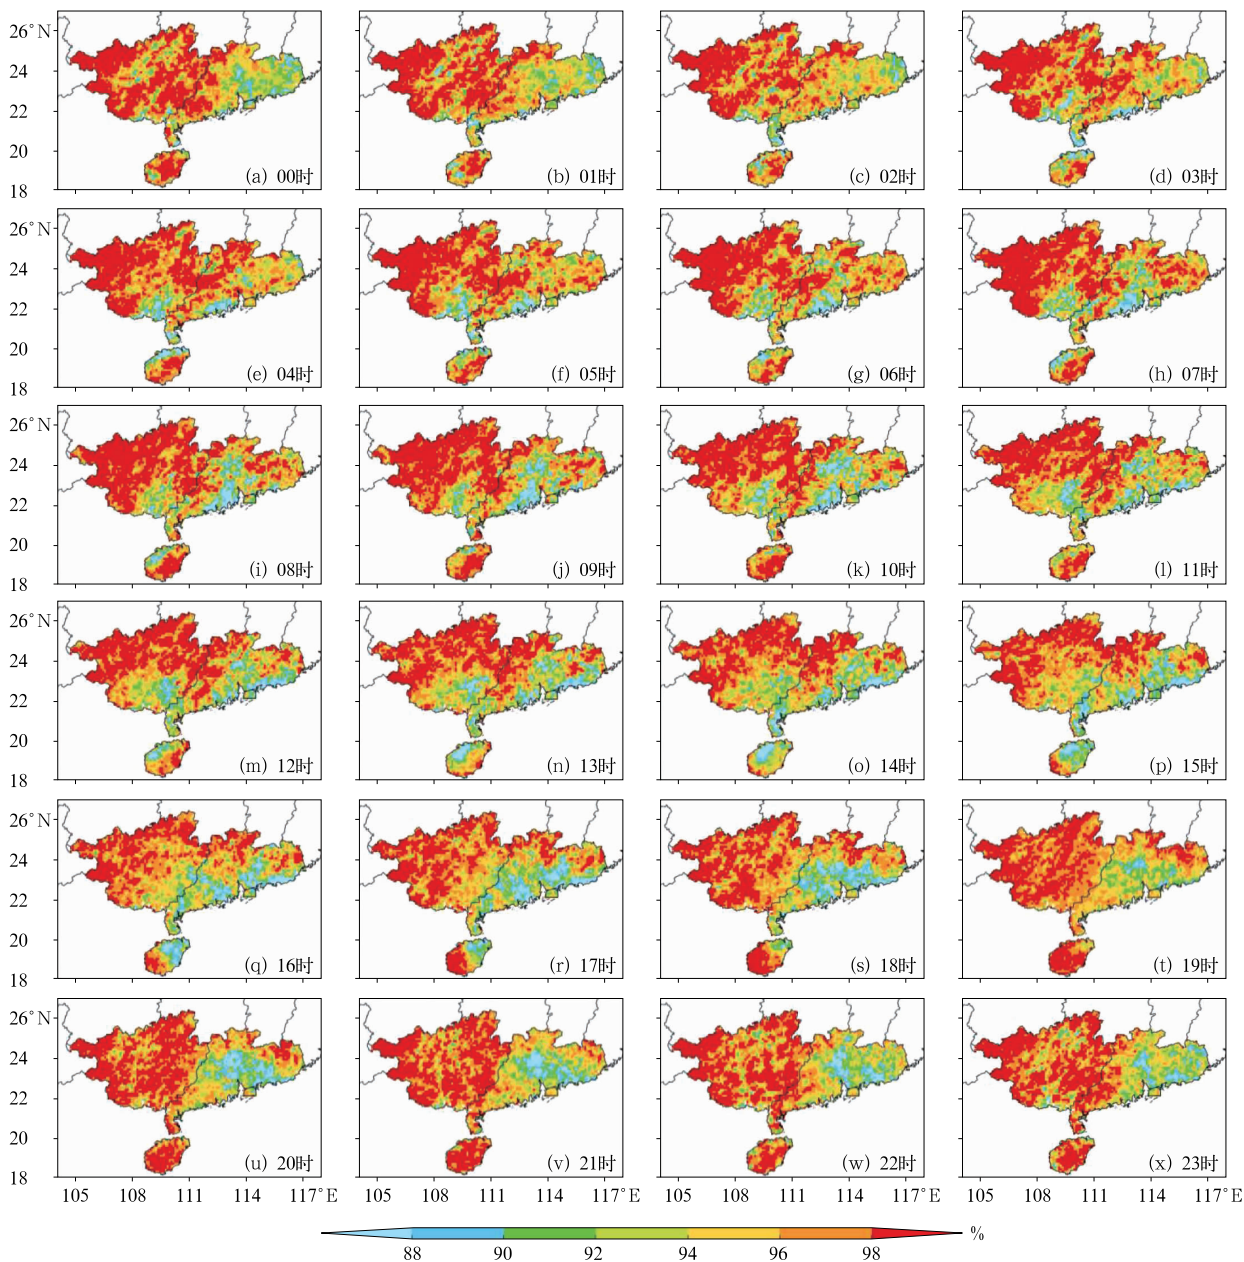 26°N
24
22
20
18
(a) 00时
(b) 01时
(c) 02时
(d) 03时
26°N
24
22
20
18
(e) 04时
(f) 05时
(g) 06时
(h) 07时
26°N
24
22
20
18
(i) 08时
(j) 09时
(k) 10时
(l) 11时
26°N
24
22
20
18
(m) 12时
(n) 13时
(o) 14时
(p) 15时
26°N
24
22
20
18
(q) 16时
(r) 17时
(s) 18时
(t) 19时
26°N
24
22
20
18
(u) 20时
(v) 21时
(w) 22时
(x) 23时
105 108 111 114 117°E
105 108 111 114 117°E
105 108 111 114 117°E
105 108 111 114 117°E
88 90 92 94 96 98 %